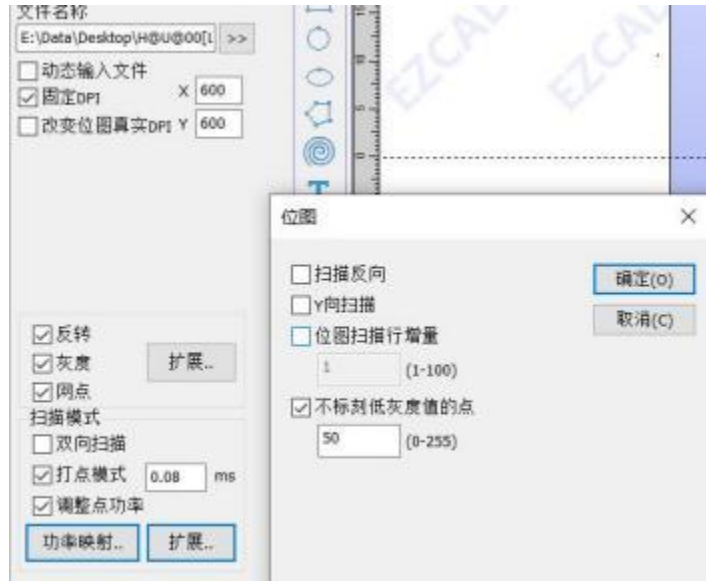 文件名称
E:\Data\Desktop\H@U@00[L >>
动态输入文件
固定DPI X 600
改变位图真实DPI Y 600
反转
灰度 扩展..
网点
扫描模式
双向扫描
打点模式 0.08 ms
调整点功率
功率映射.. 扩展..
EZCAD
EZCAD
位图
扫描反向 确定(O)
Y向扫描 取消(C)
位图扫描行增量
1 (1-100)
不标刻低灰度值的点
50 (0-255)